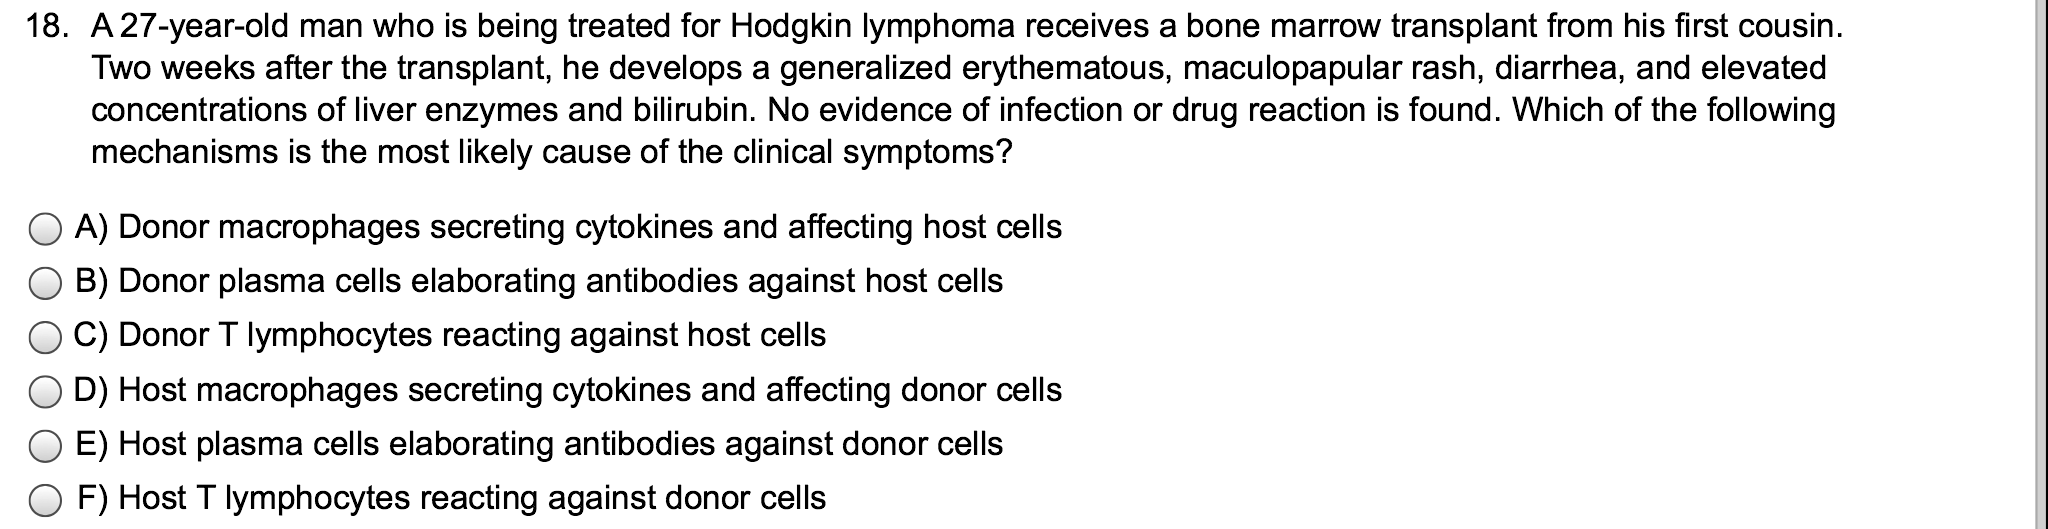 18. A 27-year-old man who is being treated for Hodgkin lymphoma receives a bone marrow transplant from his first cousin.
Two weeks after the transplant, he develops a generalized erythematous, maculopapular rash, diarrhea, and elevated
concentrations of liver enzymes and bilirubin. No evidence of infection or drug reaction is found. Which of the following
mechanisms is the most likely cause of the clinical symptoms?
A) Donor macrophages secreting cytokines and affecting host cells
B) Donor plasma cells elaborating antibodies against host cells
C) Donor T lymphocytes reacting against host cells
D) Host macrophages secreting cytokines and affecting donor cells
E) Host plasma cells elaborating antibodies against donor cells
F) Host T lymphocytes reacting against donor cells